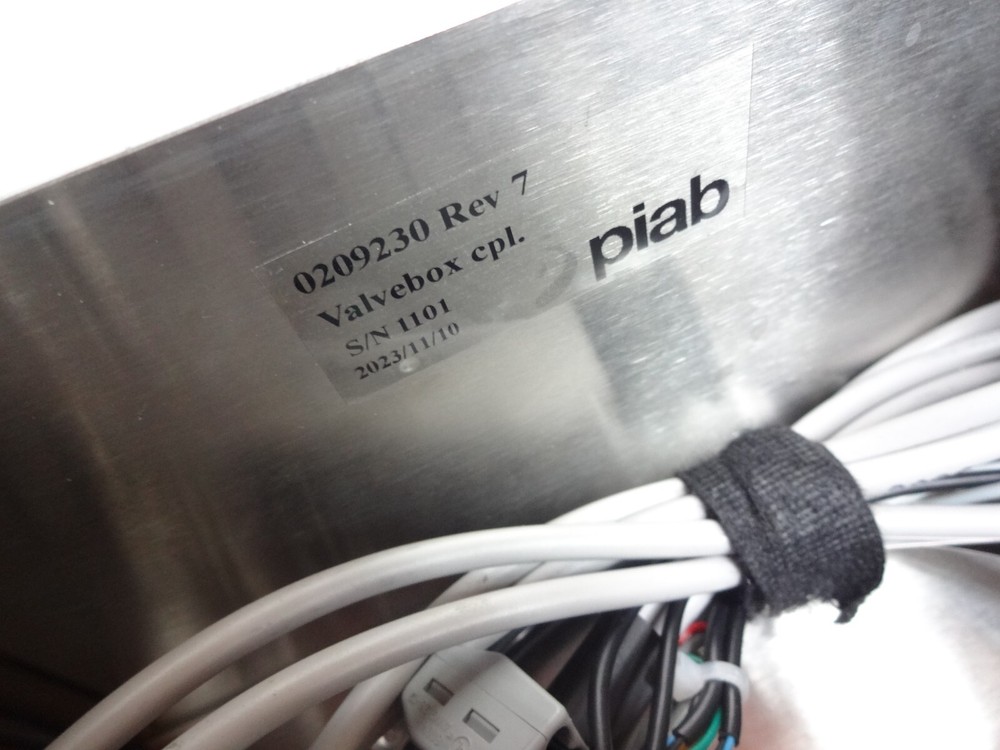 0209230 Rev 7
Valvebox cpl.
S/N 1101
2023/11/10
piab